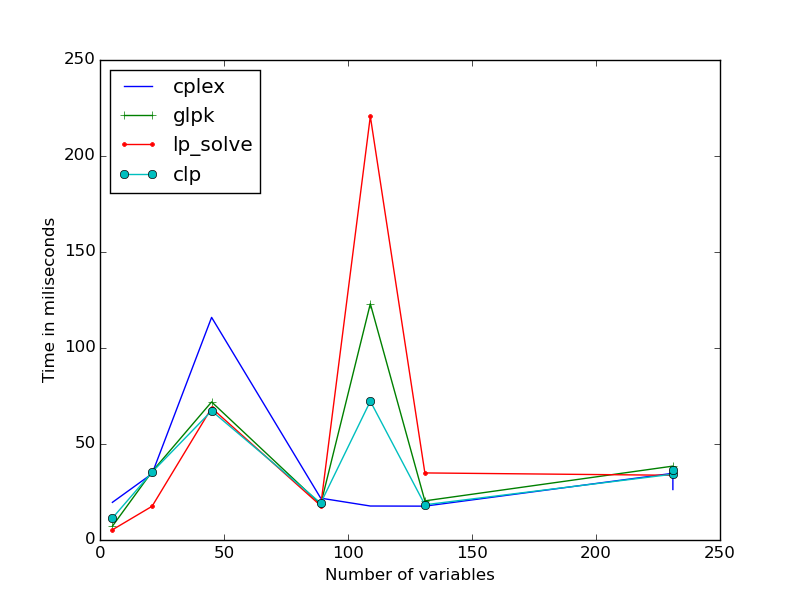 250
200
150
100
50
0
Time in miliseconds
cplex
glpk
lp_solve
clp
0 50 100 150 200 250
Number of variables